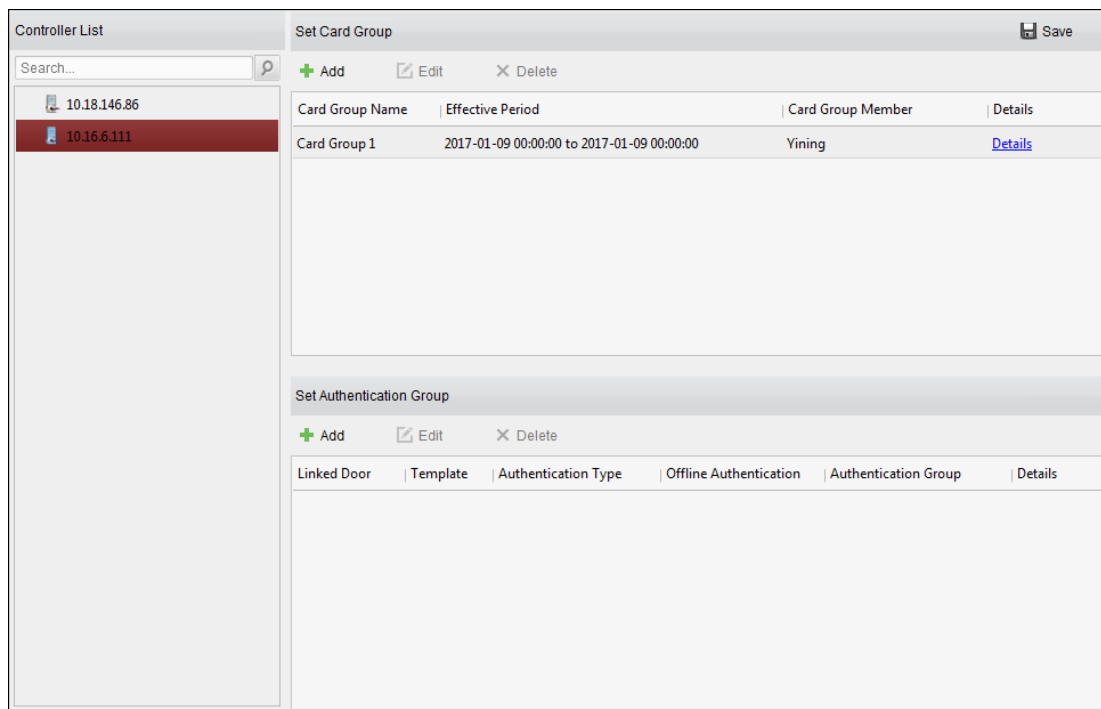 Controller List
Search...
10.18.146.86
10.16.6.111
Set Card Group
Save
Add Edit Delete
Card Group Name Effective Period Card Group Member Details
Card Group 1 2017-01-09 00:00:00 to 2017-01-09 00:00:00 Yining Details
Set Authentication Group
Add Edit Delete
Linked Door Template Authentication Type Offline Authentication Authentication Group Details